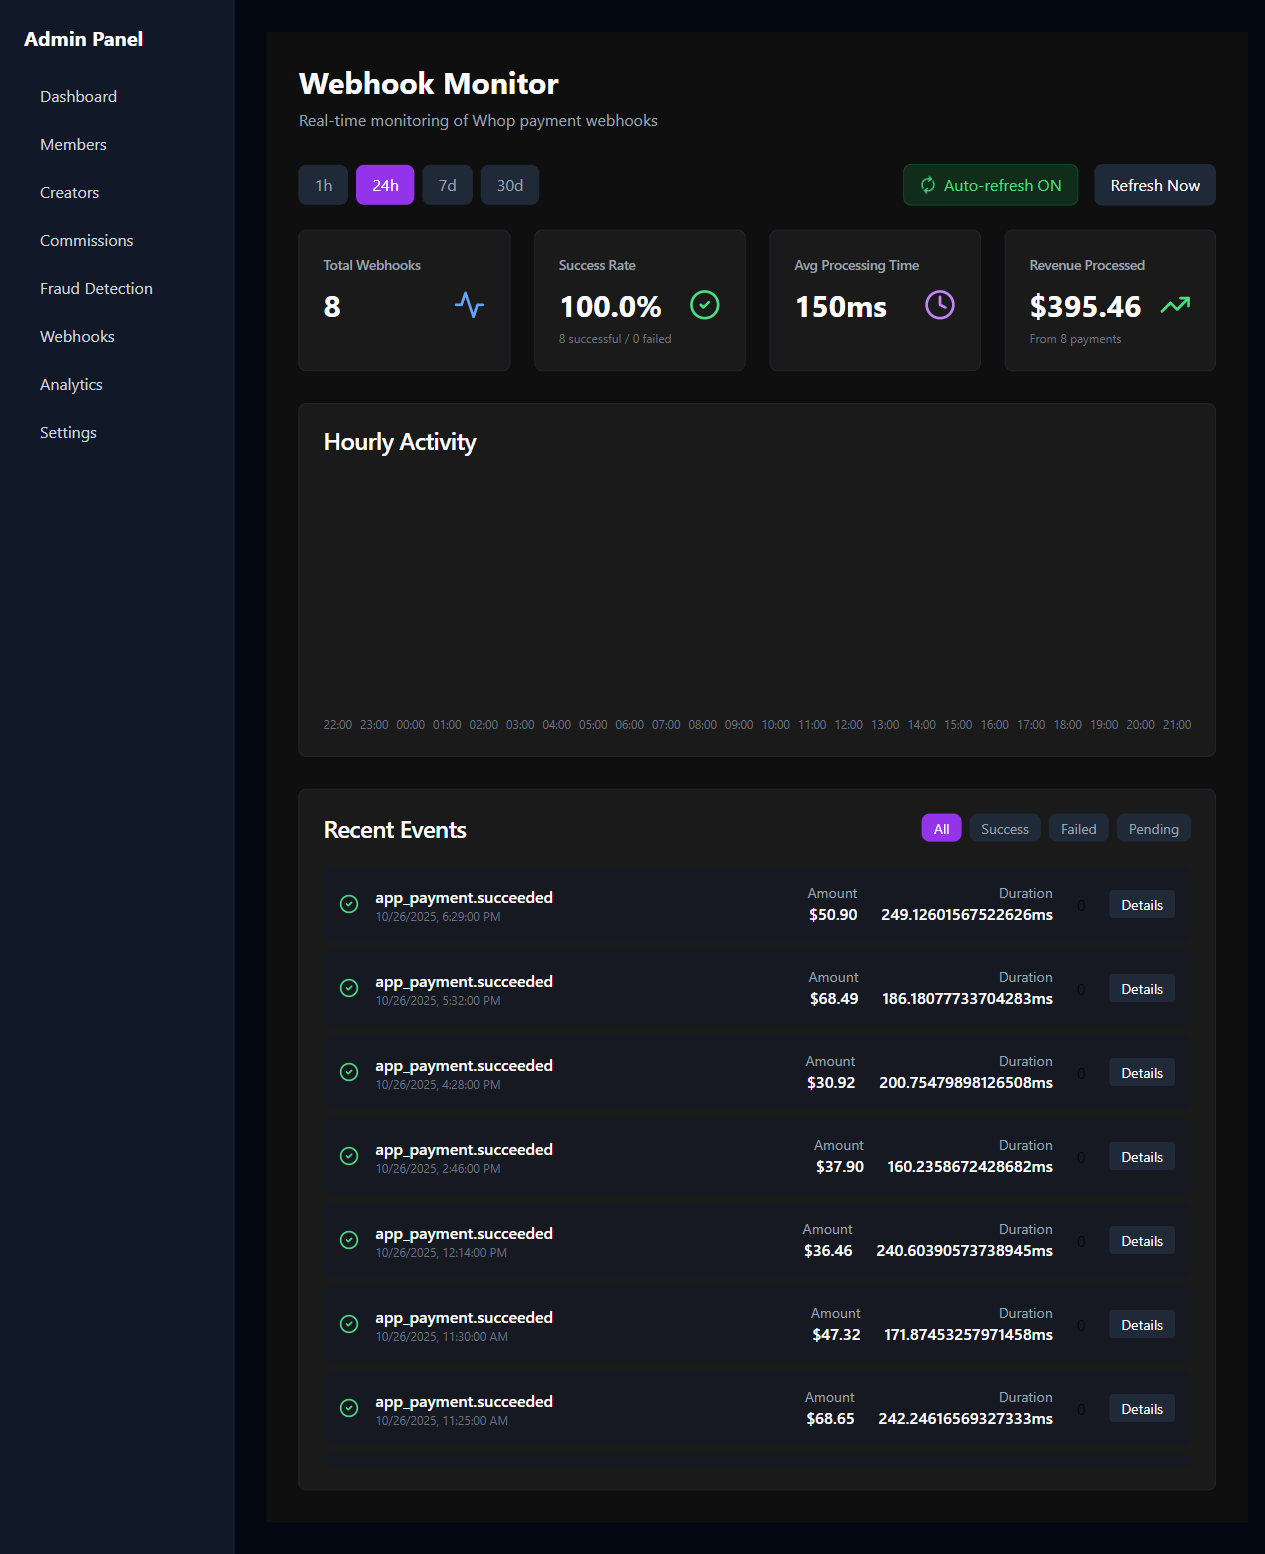 Admin Panel
Dashboard
Members
Creators
Commissions
Fraud Detection
Webhooks
Analytics
Settings
Webhook Monitor
Real-time monitoring of Whop payment webhooks
1h 24h 7d 30d Auto-refresh ON Refresh Now
Total Webhooks
8
Success Rate
100.0%
8 successful / 0 failed
Avg Processing Time
150ms
Revenue Processed
$395.46
From 8 payments
Hourly Activity
22:00 23:00 00:00 01:00 02:00 03:00 04:00 05:00 06:00 07:00 08:00 09:00 10:00 11:00 12:00 13:00 14:00 15:00 16:00 17:00 18:00 19:00 20:00 21:00
Recent Events All Success Failed Pending
app_payment.succeeded
10/26/2025, 6:29:00 PM
Amount
$50.90
Duration
249.12601567522626ms
0
Details
app_payment.succeeded
10/26/2025, 5:32:00 PM
Amount
$68.49
Duration
186.18077733704283ms
0
Details
app_payment.succeeded
10/26/2025, 4:28:00 PM
Amount
$30.92
Duration
200.75479898126508ms
0
Details
app_payment.succeeded
10/26/2025, 2:46:00 PM
Amount
$37.90
Duration
160.2358672428682ms
0
Details
app_payment.succeeded
10/26/2025, 12:14:00 PM
Amount
$36.46
Duration
240.60390573738945ms
0
Details
app_payment.succeeded
10/26/2025, 11:30:00 AM
Amount
$47.32
Duration
171.87453257971458ms
0
Details
app_payment.succeeded
10/26/2025, 11:25:00 AM
Amount
$68.65
Duration
242.24616569327333ms
0
Details